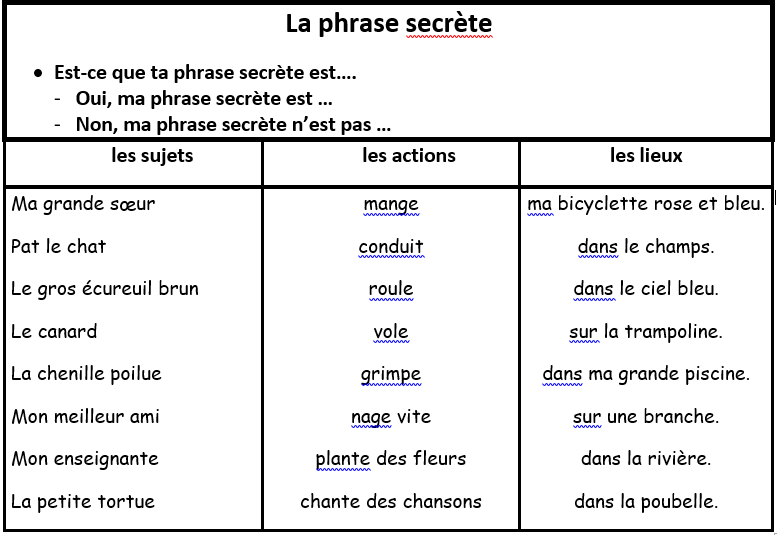 La phrase secrète
• Est-ce que ta phrase secrète est....
- Oui, ma phrase secrète est ...
- Non, ma phrase secrète n’est pas ...
les sujets les actions les lieux
Ma grande sœur mange ma bicyclette rose et bleu.
Pat le chat conduit dans le champs.
Le gros écureuil brun roule dans le ciel bleu.
Le canard vole sur la trampoline.
La chenille poilue grimpe dans ma grande piscine.
Mon meilleur ami nage vite sur une branche.
Mon enseignante plante des fleurs dans la rivière.
La petite tortue chante des chansons dans la poubelle.